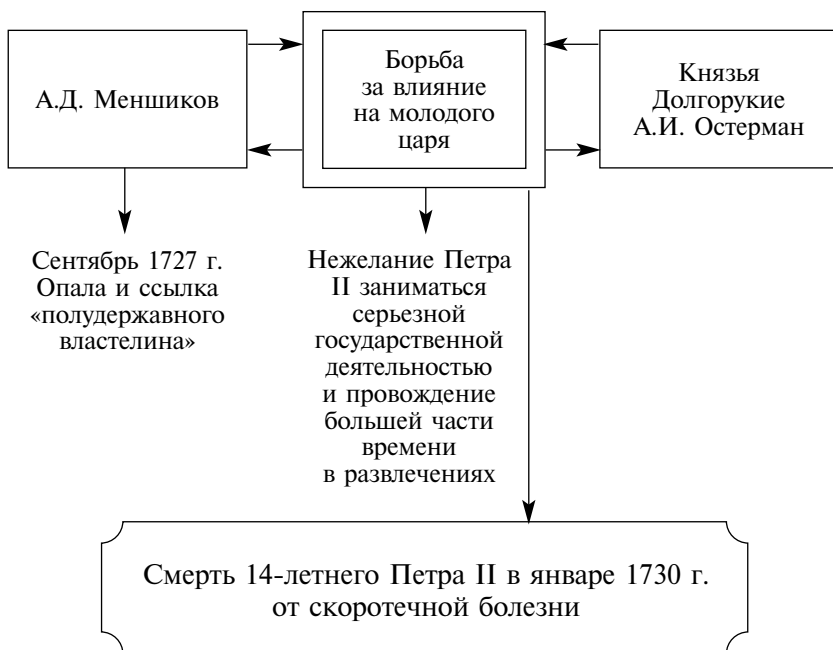 А.Д. Меншиков
Борьба
за влияние
на молодого
царя
Князья
Долгорукие
А.И. Остерман
Сентябрь 1727 г.
Опала и ссылка
«полудержавного
властелина»
Нежелание Петра
II заниматься
серьезной
государственной
деятельностью
и провождение
большей части
времени
в развлечениях
Смерть 14-летнего Петра II в январе 1730 г.
от скоротечной болезни